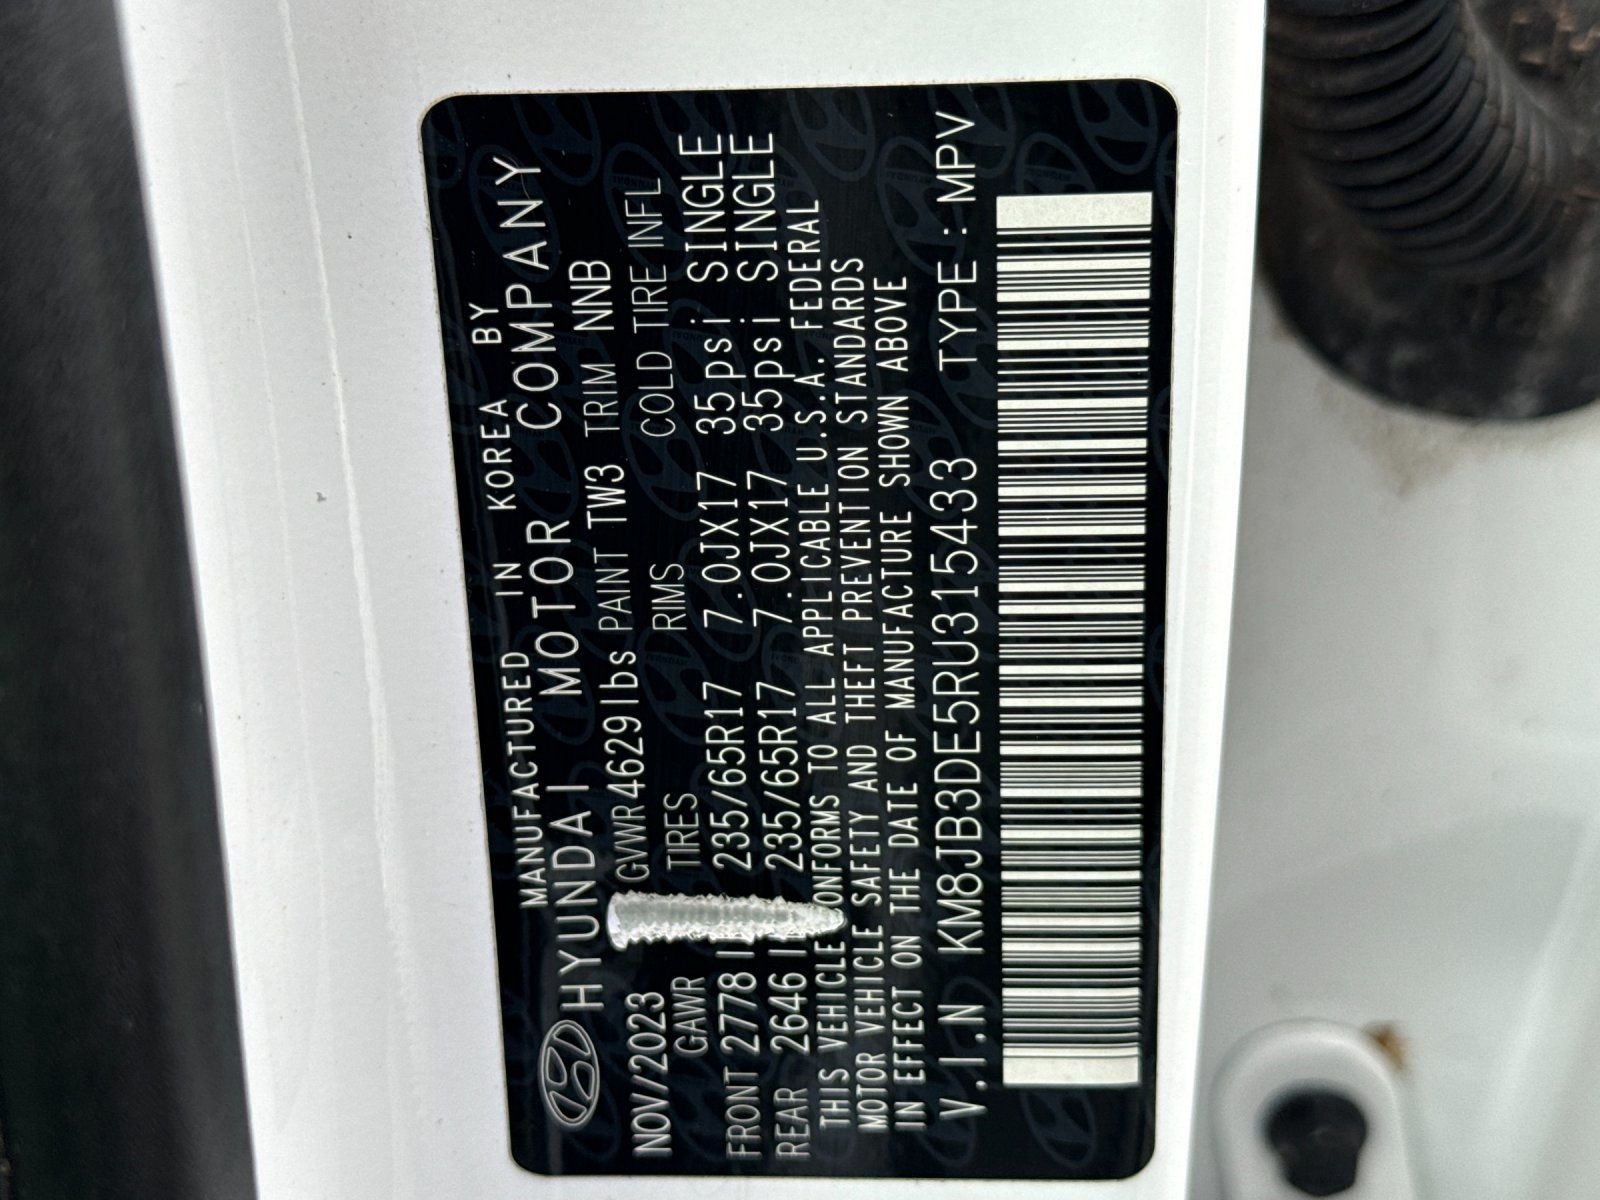 MANUFACTURED IN KOREA BY
HYUNDAI MOTOR COMPANY
NOV/2023 GVWR 4629lbs PAINT TW3 TRIM NNB
GAWR TIRES RIMS COLD TIRE INFL
FRONT 2778 235/65R17 7.0JX17 35psi SINGLE
REAR 2646 235/65R17 7.0JX17 35psi SINGLE
THIS VEHICLE CONFORMS TO ALL APPLICABLE U.S.A. FEDERAL
MOTOR VEHICLE SAFETY AND THEFT PREVENTION STANDARDS
IN EFFECT ON THE DATE OF MANUFACTURE SHOWN ABOVE
V.I.N KM8JB3DE5RU315433 TYPE : MPV